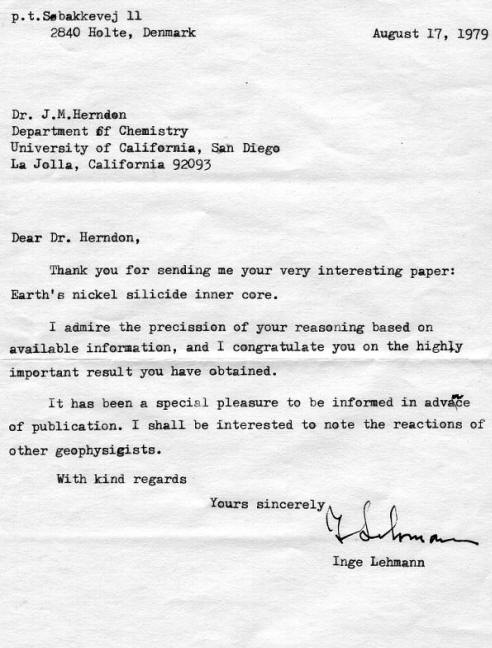 p.t.Søbakkevej 11
2840 Holte, Denmark
August 17, 1979
Dr. J.M.Herndon
Department of Chemistry
University of California, San Diego
La Jolla, California 92093
Dear Dr. Herndon,
Thank you for sending me your very interesting paper:
Earth's nickel silicide inner core.
I admire the precission of your reasoning based on
available information, and I congratulate you on the highly
important result you have obtained.
It has been a special pleasure to be informed in advance
of publication. I shall be interested to note the reactions of
other geophysigists.
With kind regards
Yours sincerely
I Lehmann
Inge Lehmann